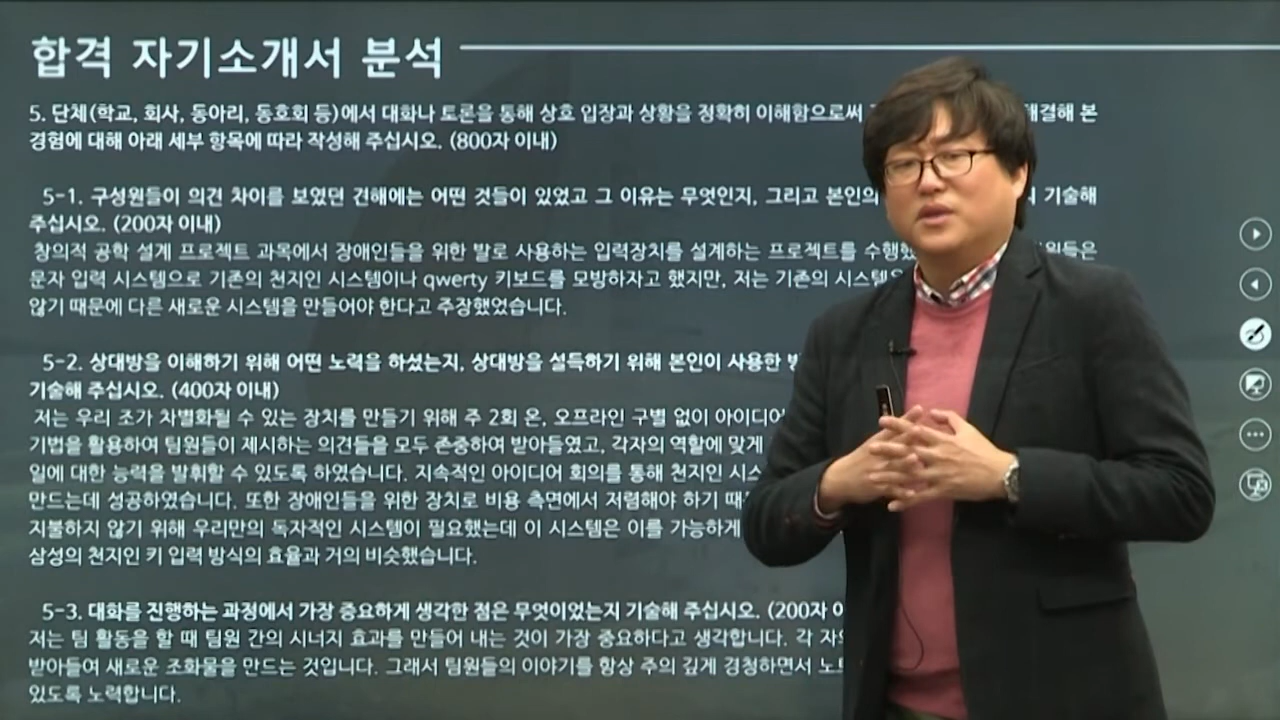 합격 자기소개서 분석
5. 단체(학교, 회사, 동아리, 동호회 등)에서 대화나 토론을 통해 상호 입장과 상황을 정확히 이해함으로써 해결해 본
경험에 대해 아래 세부 항목에 따라 작성해 주십시오. (800자 이내)
5-1. 구성원들이 의견 차이를 보였던 견해에는 어떤 것들이 있었고 그 이유는 무엇인지, 그리고 본인의 기술해
주십시오. (200자 이내)
창의적 공학 설계 프로젝트 과목에서 장애인들을 위한 발로 사용하는 입력장치를 설계하는 프로젝트를
문자 입력 시스템으로 기존의 천지인 시스템이나 qwerty 키보드를 모방하자고 했지만, 저는 기존의
않기 때문에 다른 새로운 시스템을 만들어야 한다고 주장했었습니다.
5-2. 상대방을 이해하기 위해 어떤 노력을 하셨는지, 상대방을 설득하기 위해 본인이 사용한
기술해 주십시오. (400자 이내)
저는 우리 조가 차별화될 수 있는 장치를 만들기 위해 주 2회 온, 오프라인 구별 없이
기법을 활용하여 팀원들이 제시하는 의견들을 모두 존중하여 받아들였고, 각자의 역할에 맞게
일에 대한 능력을 발휘할 수 있도록 하였습니다. 지속적인 아이디어 회의를 통해 천지인
만드는데 성공하였습니다. 또한 장애인들을 위한 장치로 비용 측면에서 저렴해야 하기
지불하지 않기 위해 우리만의 독자적인 시스템이 필요했는데 이 시스템은 이를 가능하게
삼성의 천지인 키 입력 방식의 효율과 거의 비슷했습니다.
5-3. 대화를 진행하는 과정에서 가장 중요하게 생각한 점은 무엇이었는지 기술해 주십시오. (200자
저는 팀 활동을 할 때 팀원 간의 시너지 효과를 만들어 내는 것이 가장 중요하다고 생각합니다. 각
받아들여 새로운 조화물을 만드는 것입니다. 그래서 팀원들의 이야기를 항상 주의 깊게 경청하면서
있도록 노력합니다.